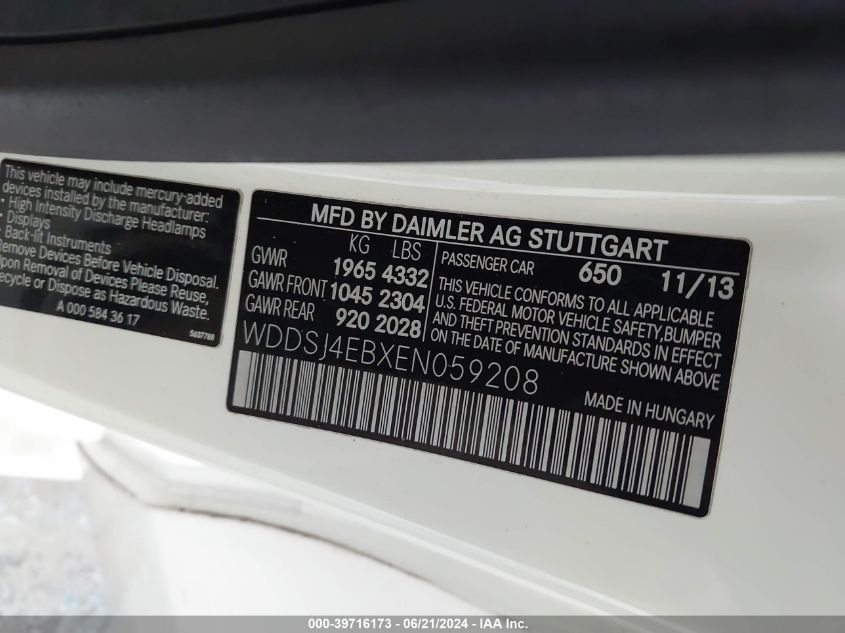 This vehicle may include mercury-added
devices installed by the manufacturer:
• High Intensity Discharge Headlamps
• Displays
• Back-lit Instruments
Remove Devices Before Vehicle Disposal.
Upon Removal of Devices Please Reuse,
Recycle or Dispose as Hazardous Waste.
A 000 584 36 17
5637788
MFD BY DAIMLER AG STUTTGART
KG LBS
GVWR 1965 4332
GAWR FRONT 1045 2304
GAWR REAR 920 2028
PASSENGER CAR 650 11/13
THIS VEHICLE CONFORMS TO ALL APPLICABLE
U.S. FEDERAL MOTOR VEHICLE SAFETY, BUMPER
AND THEFT PREVENTION STANDARDS IN EFFECT
ON THE DATE OF MANUFACTURE SHOWN ABOVE
WDDSJ4EBXEN059208
MADE IN HUNGARY
000-39716173 - 06/21/2024 - IAA Inc.